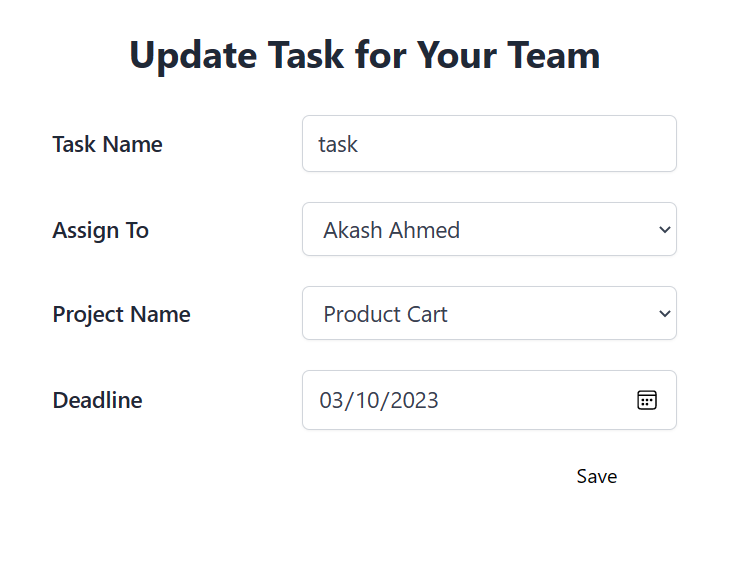 Update Task for Your Team
Task Name
task
Assign To
Akash Ahmed
Project Name
Product Cart
Deadline
03/10/2023
Save